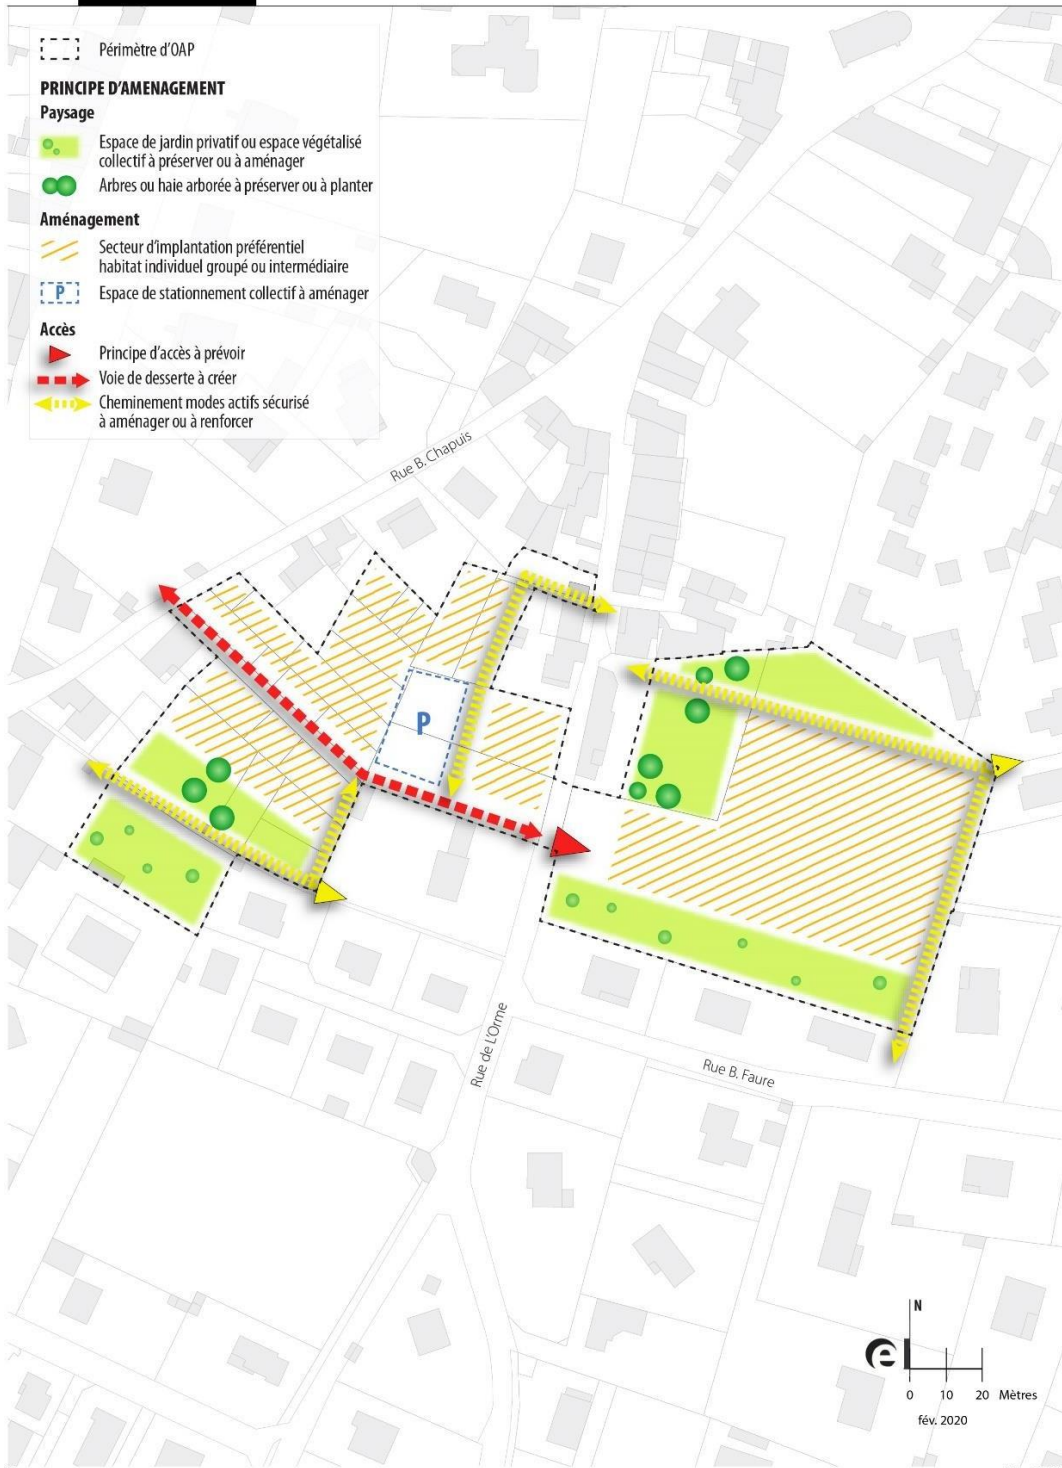 Périmètre d'OAP
PRINCIPE D'AMENAGEMENT
Paysage
Espace de jardin privatif ou espace végétalisé
collectif à préserver ou à aménager
Arbres ou haie arborée à préserver ou à planter
Aménagement
Secteur d'implantation préférentiel
habitat individuel groupé ou intermédiaire
P
Espace de stationnement collectif à aménager
Accès
Principe d'accès à prévoir
Voie de desserte à créer
Cheminement modes actifs sécurisé
à aménager ou à renforcer
Rue B. Chapuis
P
Rue de L'Orme
Rue B. Faure
N
e
0 10 20 Mètres
fév. 2020